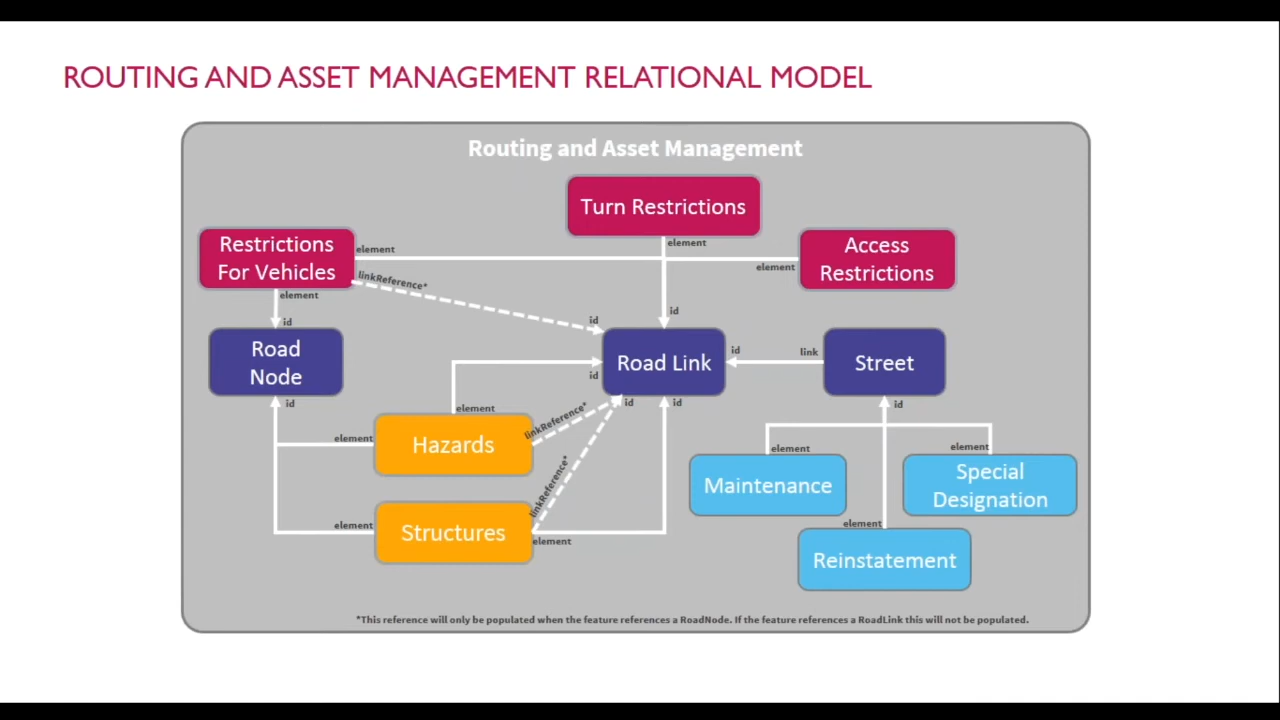 ROUTING AND ASSET MANAGEMENT RELATIONAL MODEL
Routing and Asset Management
Turn Restrictions
element
Restrictions
For Vehicles
element
linkReference*
element
id
Access
Restrictions
element
id
id
Road
Node
id
Road Link
id
id
id
id
link
Street
id
element
Hazards
element
linkReference*
element
Structures
element
linkReference*
element
Maintenance
element
Special
Designation
element
Reinstatement
*This reference will only be populated when the feature references a RoadNode. If the feature references a RoadLink this will not be populated.